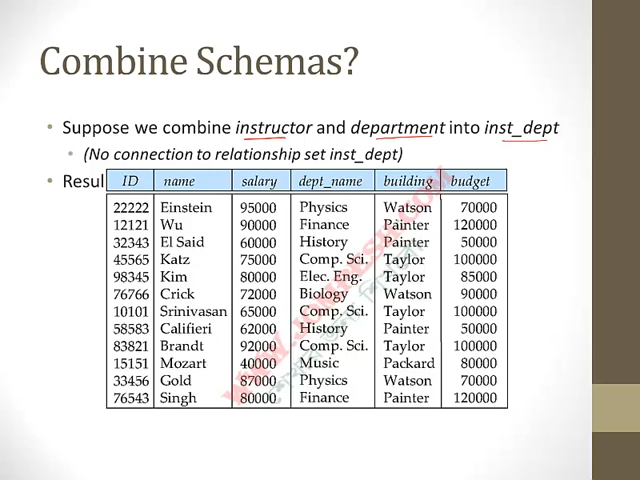 Combine Schemas?
• Suppose we combine instructor and department into inst_dept
• (No connection to relationship set inst_dept)
• Resul
ID name salary dept_name building budget
22222 Einstein 95000 Physics Watson 70000
12121 Wu 90000 Finance Painter 120000
32343 El Said 60000 History Painter 50000
45565 Katz 75000 Comp. Sci. Taylor 100000
98345 Kim 80000 Elec. Eng. Taylor 85000
76766 Crick 72000 Biology Watson 90000
10101 Srinivasan 65000 Comp. Sci. Taylor 100000
58583 Califieri 62000 History Painter 50000
83821 Brandt 92000 Comp. Sci. Taylor 100000
15151 Mozart 40000 Music Packard 80000
33456 Gold 87000 Physics Watson 70000
76543 Singh 80000 Finance Painter 120000